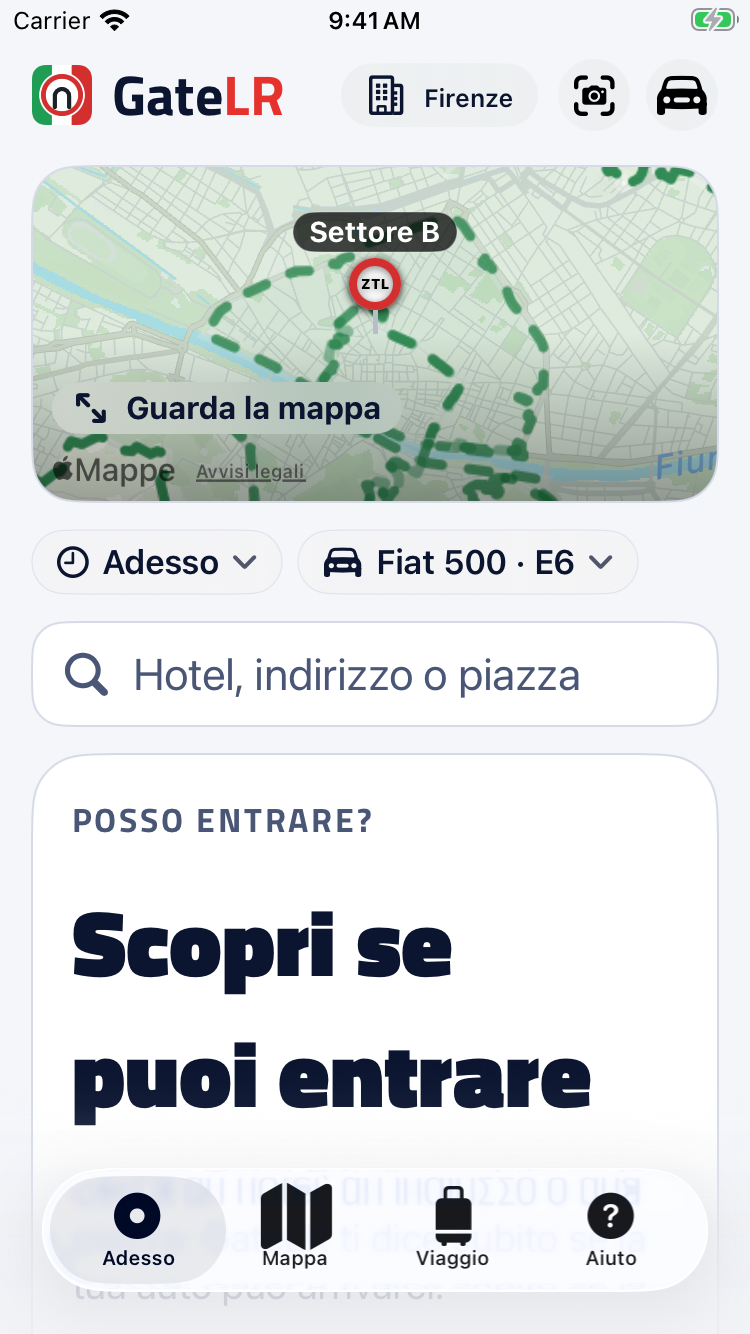 Carrier
9:41 AM
GateLR
Firenze
Settore B
ZTL
Guarda la mappa
Mappe
Avvisi legali
Fiu
Adesso
Fiat 500 · E6
Hotel, indirizzo o piazza
POSSO ENTRARE?
Scopri se
puoi entrare
Adesso
Mappa
Viaggio
Aiuto